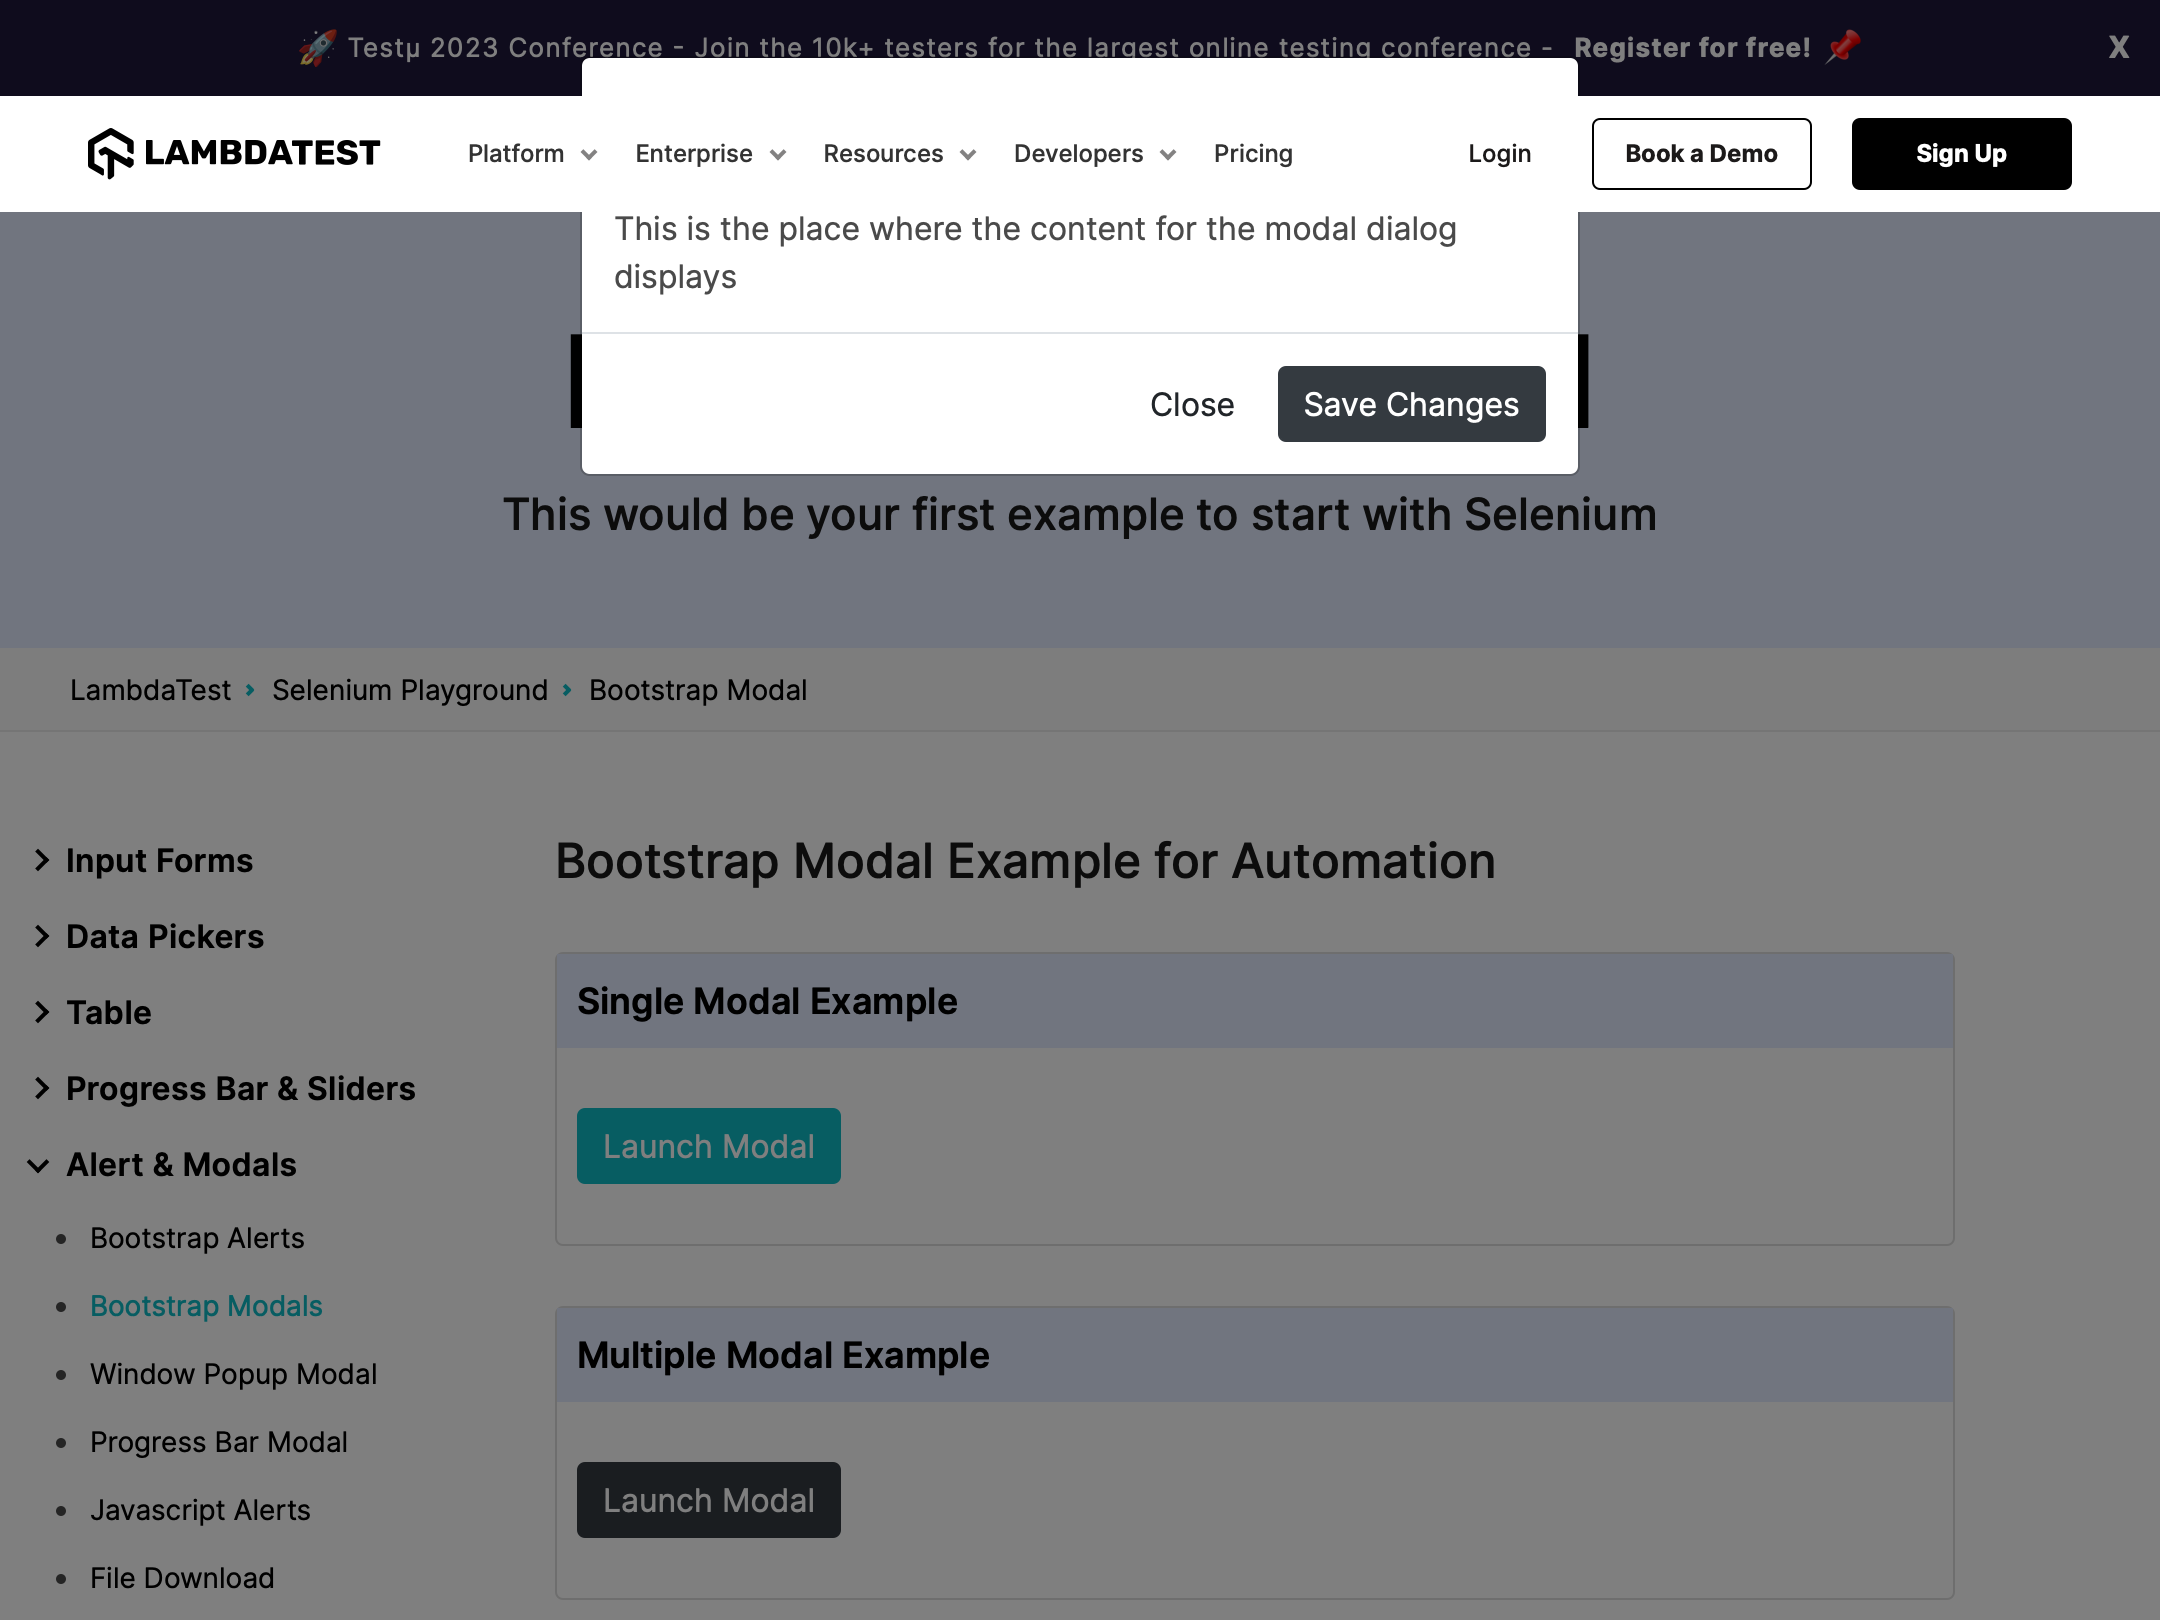 🚀 Testμ 2023 Conference - Join the 10k+ testers for the largest online testing conference - Register for free! 📌 X
LAMBDATEST Platform Enterprise Resources Developers Pricing Login Book a Demo Sign Up
This is the place where the content for the modal dialog
displays
Close Save Changes
This would be your first example to start with Selenium
LambdaTest Selenium Playground Bootstrap Modal
Input Forms
Data Pickers
Table
Progress Bar & Sliders
Alert & Modals
Bootstrap Alerts
Bootstrap Modals
Window Popup Modal
Progress Bar Modal
Javascript Alerts
File Download
Bootstrap Modal Example for Automation
Single Modal Example
Launch Modal
Multiple Modal Example
Launch Modal